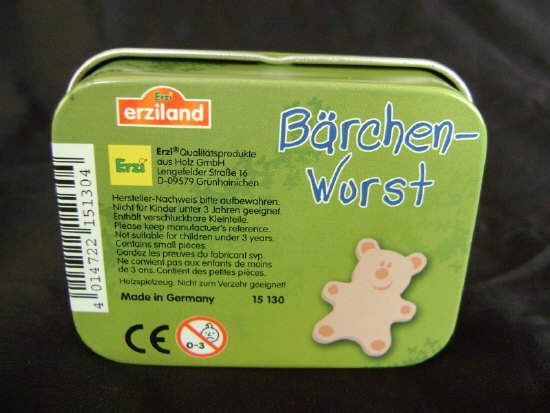 Erzi
erziland
Bärchen-
Wurst
Erzi
Erzi® Qualitätsprodukte
aus Holz GmbH
Lengefelder Straße 16
D-09579 Grünhainichen
Hersteller-Nachweis bitte aufbewahren.
Nicht für Kinder unter 3 Jahren geeignet
Enthält verschluckbare Kleinteile.
Please keep manufactuer's reference.
Not suitable for children under 3 years.
Contains small pieces.
Gardez les preuves du fabricant svp.
Ne convient pas aux enfants de moins
de 3 ans. Contient des petites pièces.
Holzspielzeug. Nicht zum Verzehr geeignet!
Made in Germany 15 130
CE 0-3
4 014722 151304